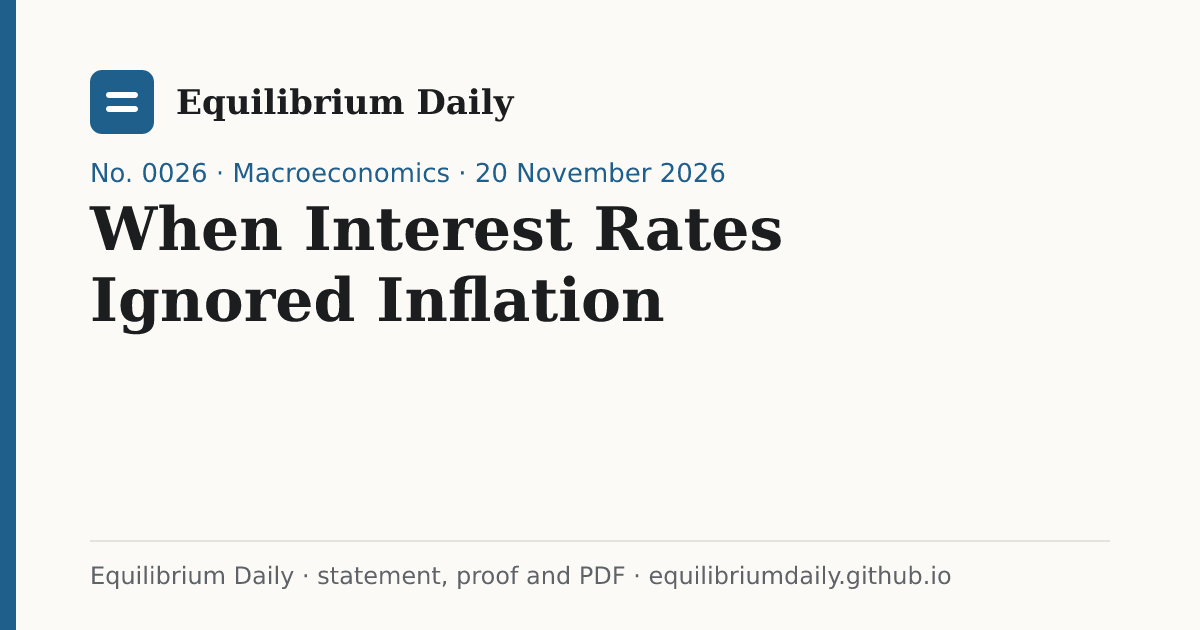 Equilibrium Daily
No. 0026 · Macroeconomics · 20 November 2026
When Interest Rates
Ignored Inflation
Equilibrium Daily · statement, proof and PDF · equilibriumdaily.github.io